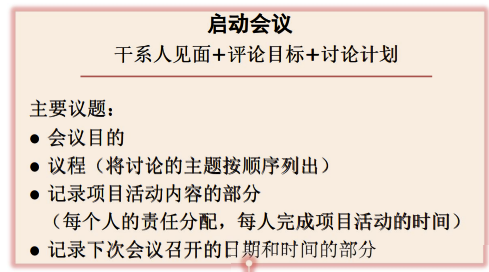 启动会议
干系人见面+评论目标+讨论计划
主要议题：
● 会议目的
● 议程（将讨论的主题按顺序列出）
● 记录项目活动内容的部分
（每个人的责任分配，每人完成项目活动的时间）
● 记录下次会议召开的日期和时间的部分